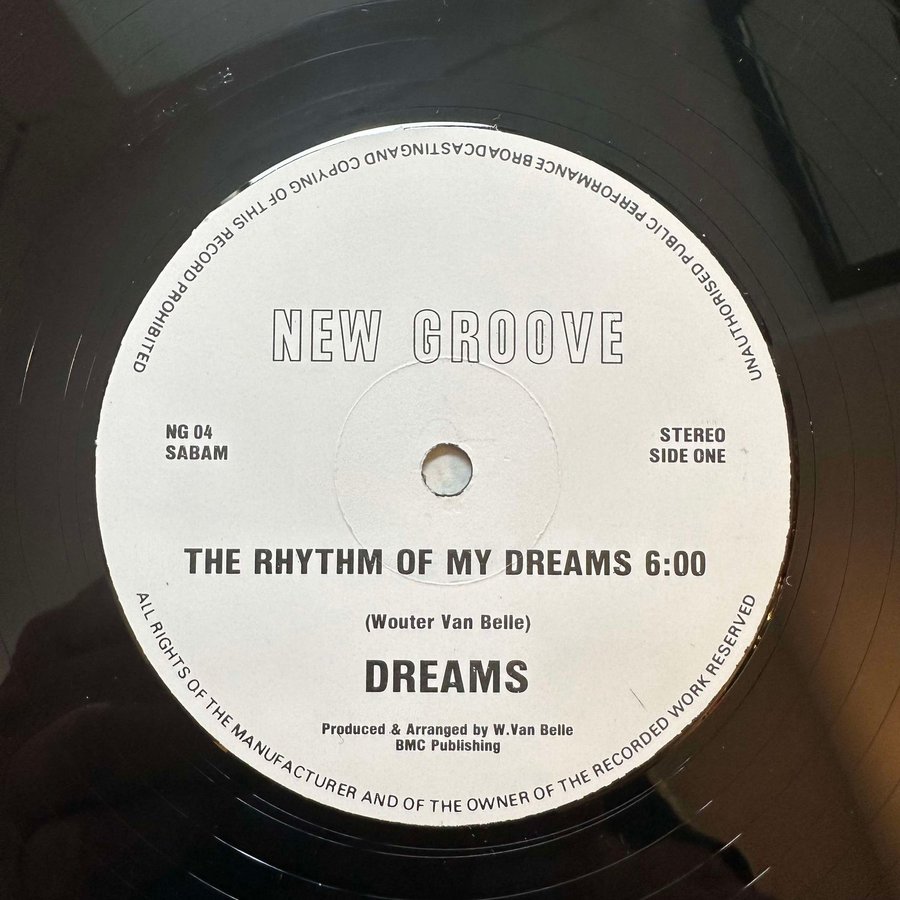 UNAUTHORISED PUBLIC PERFORMANCE BROADCASTING AND COPYING OF THIS RECORD PROHIBITED
NEW GROOVE
NG 04
SABAM
STEREO
SIDE ONE
THE RHYTHM OF MY DREAMS 6:00
(Wouter Van Belle)
DREAMS
Produced & Arranged by W.Van Belle
BMC Publishing
ALL RIGHTS OF THE MANUFACTURER AND OF THE OWNER OF THE RECORDED WORK RESERVED